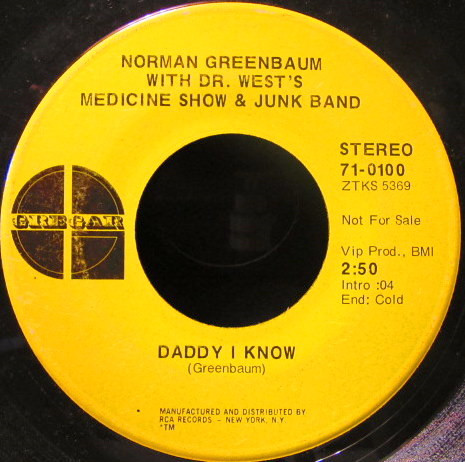 NORMAN GREENBAUM
WITH DR. WEST'S
MEDICINE SHOW & JUNK BAND
STEREO
71-0100
ZTKS 5369
GREGAR
Not For Sale
Vip Prod., BMI
2:50
Intro :04
End: Cold
DADDY I KNOW
(Greenbaum)
MANUFACTURED AND DISTRIBUTED BY
RCA RECORDS - NEW YORK, N.Y.
*TM